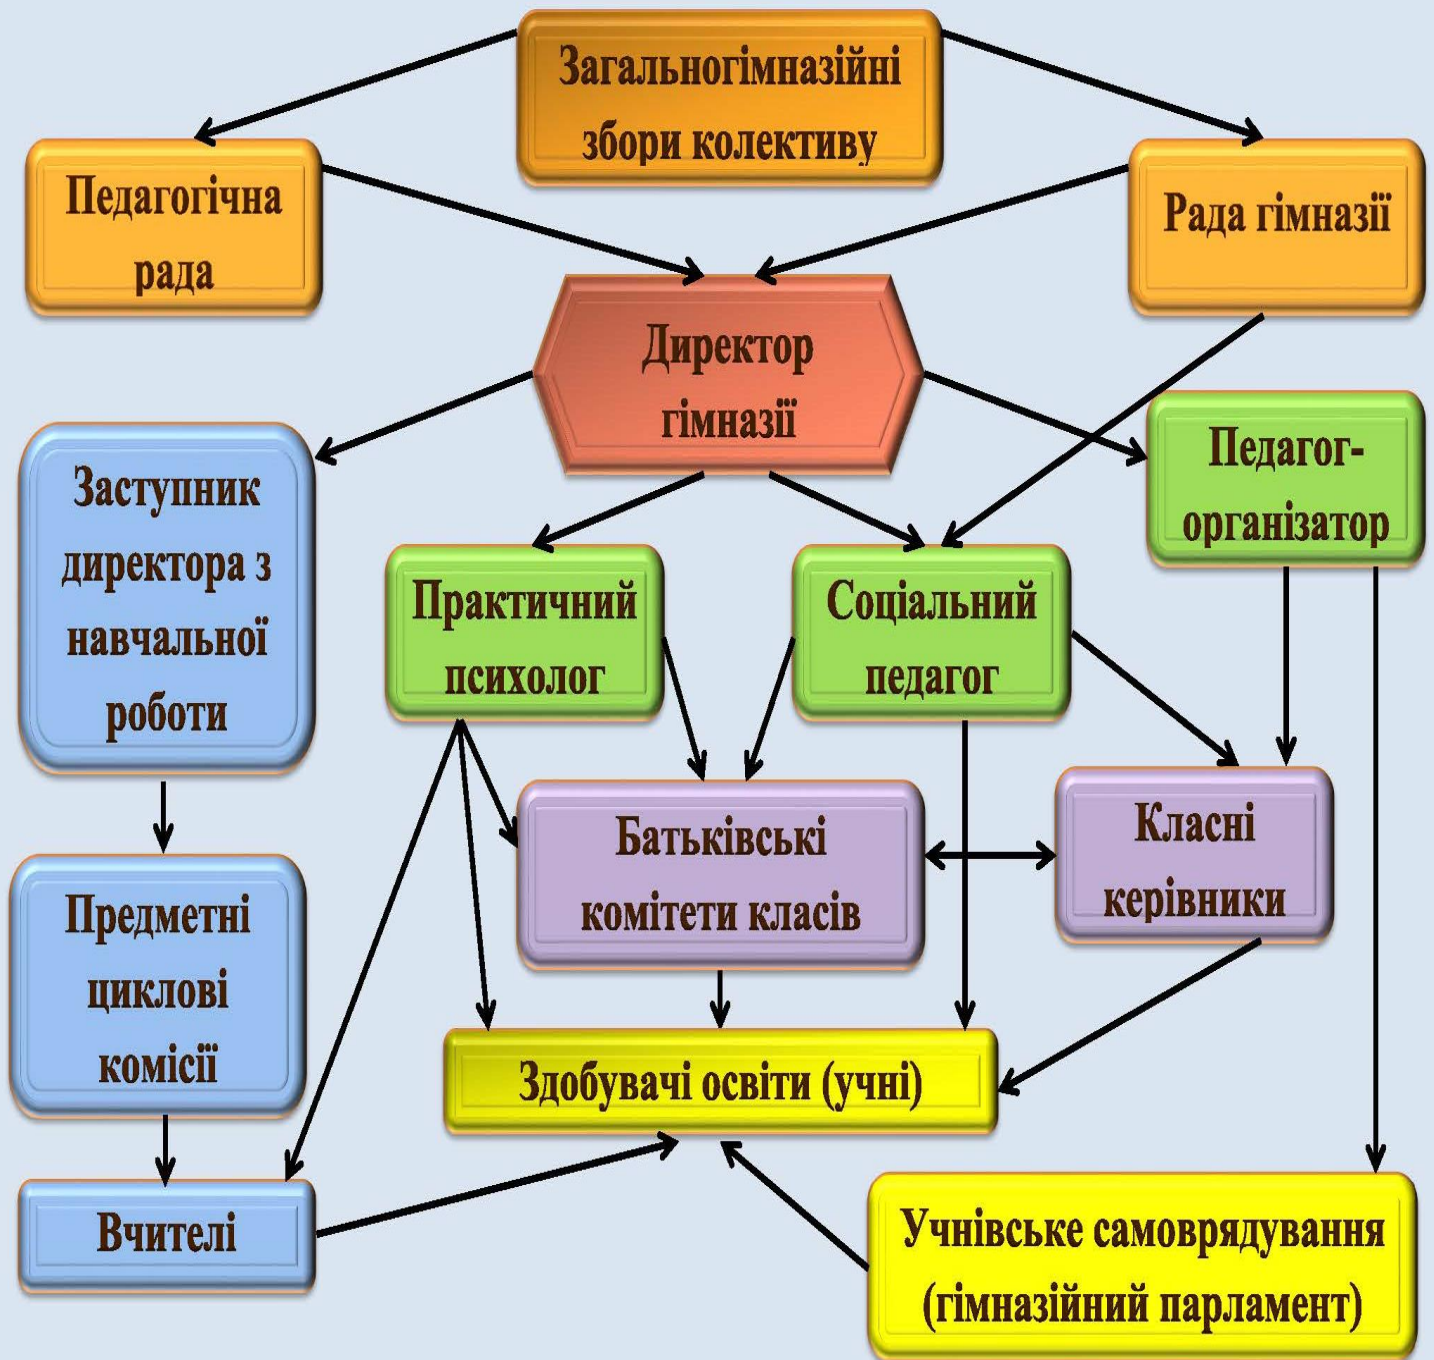 Загальногімназійні
збори колективу
Педагогічна
рада
Рада гімназії
Директор
гімназії
Заступник
директора з
навчальної
роботи
Практичний
психолог
Соціальний
педагог
Педагог-
організатор
Предметні
циклові
комісії
Батьківські
комітети класів
Класні
керівники
Здобувачі освіти (учні)
Вчителі
Учнівське самоврядування
(гімназійний парламент)